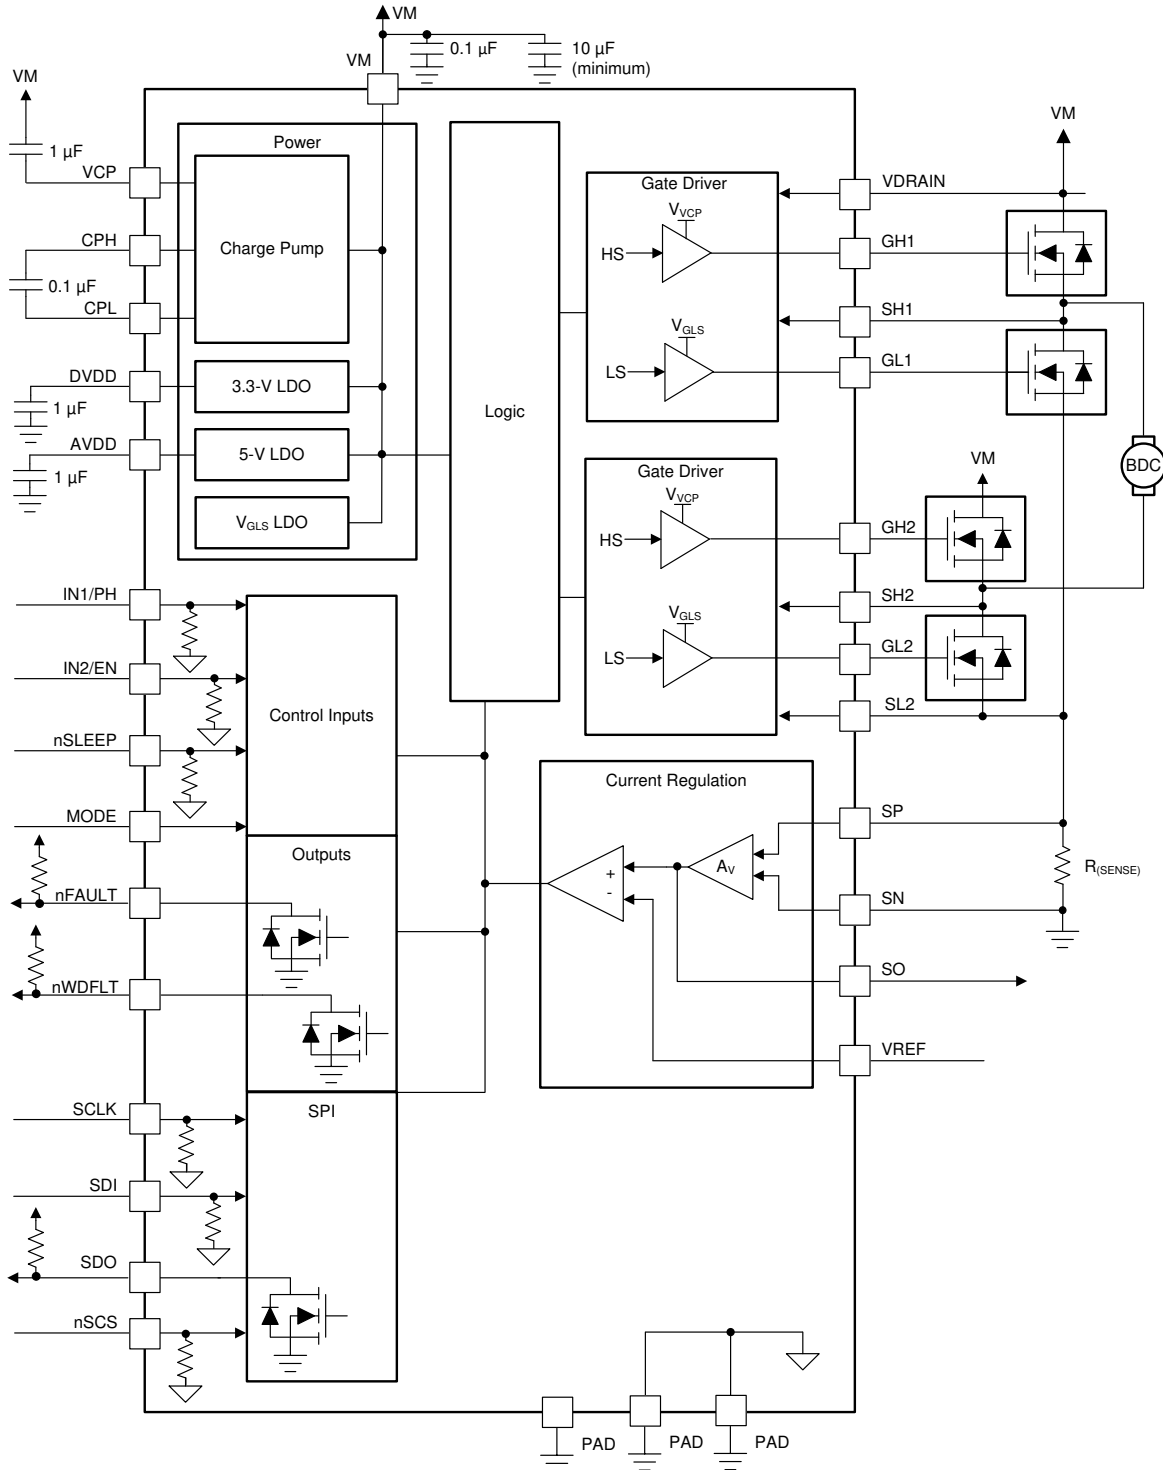 VM
VM
0.1 µF
10 µF
(minimum)
VM
1 µF
VCP
CPH
0.1 µF
CPL
DVDD
1 µF
AVDD
1 µF
Power
Charge Pump
3.3-V LDO
5-V LDO
VGLS LDO
Logic
Gate Driver
VVCP
HS
VGLS
LS
Gate Driver
VVCP
HS
VGLS
LS
VM
VDRAIN
GH1
SH1
GL1
BDC
VM
GH2
SH2
GL2
SL2
IN1/PH
IN2/EN
nSLEEP
MODE
nFAULT
nWDFLT
SCLK
SDI
SDO
nSCS
Control Inputs
Outputs
SPI
Current Regulation
+
-
AV
SP
R(SENSE)
SN
SO
VREF
PAD
PAD
PAD